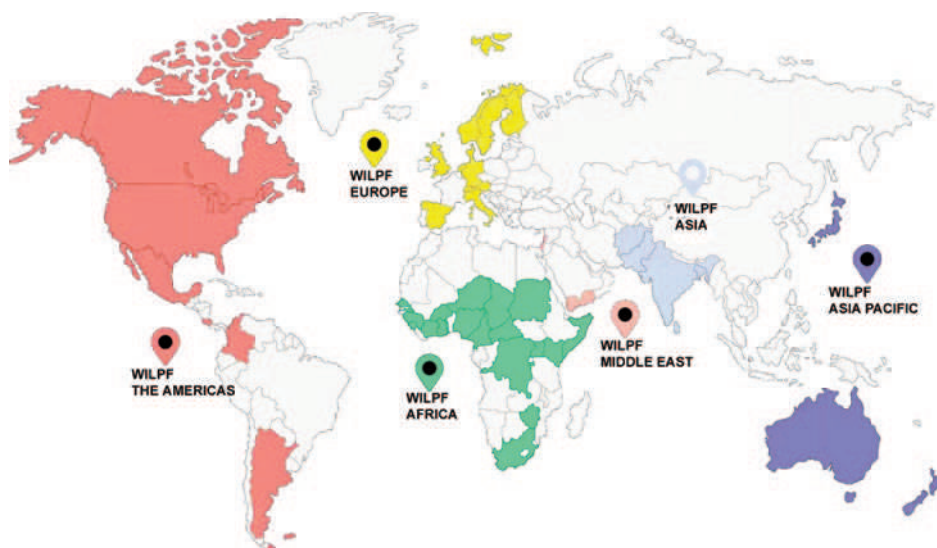 WILPF
EUROPE
WILPF
ASIA
WILPF
ASIA PACIFIC
WILPF
MIDDLE EAST
WILPF
THE AMERICAS
WILPF
AFRICA